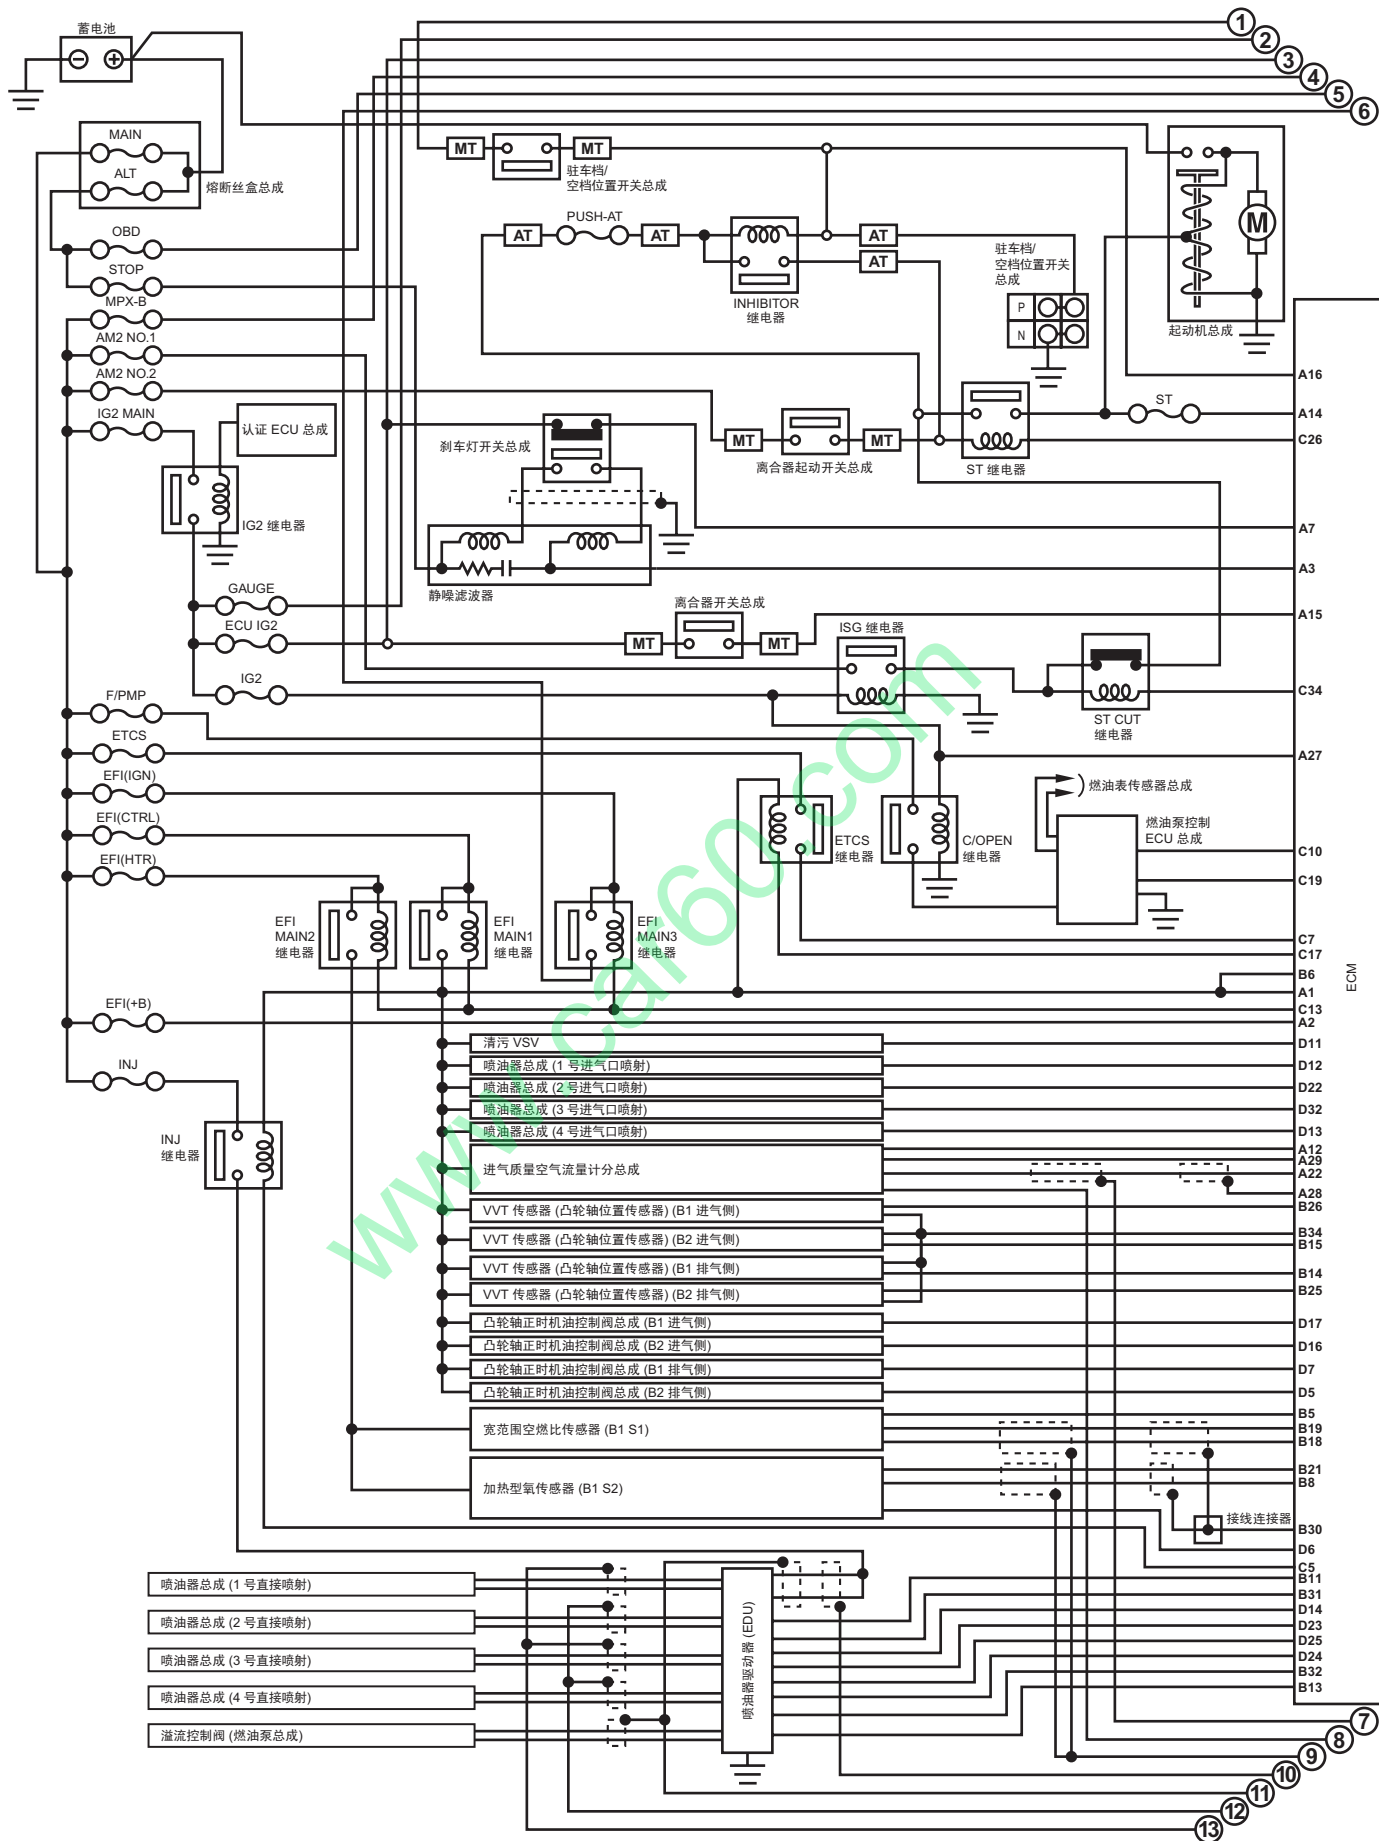 蓄电池
①
②
③
④
⑤
⑥
MAIN
ALT
熔断丝盒总成
MT
MT
驻车档/
空档位置开关总成
M
起动机总成
OBD
STOP
MPX-B
AM2 NO.1
AM2 NO.2
IG2 MAIN
AT
PUSH-AT
AT
AT
AT
INHIBITOR
继电器
驻车档/
空档位置开关
总成
P
N
A16
ST
A14
C26
认证 ECU 总成
刹车灯开关总成
MT
MT
离合器起动开关总成
ST 继电器
IG2 继电器
A7
A3
静噪滤波器
GAUGE
ECU IG2
IG2
MT
离合器开关总成
MT
ISG 继电器
A15
ST CUT
继电器
C34
F/PMP
ETCS
EFI(IGN)
EFI(CTRL)
EFI(HTR)
A27
燃油表传感器总成
燃油泵控制
ECU 总成
ETCS
继电器
C/OPEN
继电器
C10
C19
EFI
MAIN2
继电器
EFI
MAIN1
继电器
EFI
MAIN3
继电器
C7
C17
B6
A1
C13
A2
ECM
EFI(+B)
INJ
INJ
继电器
清污 VSV
D11
喷油器总成 (1 号进气口喷射)
D12
喷油器总成 (2 号进气口喷射)
D22
喷油器总成 (3 号进气口喷射)
D32
喷油器总成 (4 号进气口喷射)
D13
进气质量空气流量计分总成
A12
A29
A22
A28
VVT 传感器 (凸轮轴位置传感器) (B1 进气侧)
B26
VVT 传感器 (凸轮轴位置传感器) (B2 进气侧)
B34
B15
VVT 传感器 (凸轮轴位置传感器) (B1 排气侧)
B14
VVT 传感器 (凸轮轴位置传感器) (B2 排气侧)
B25
凸轮轴正时机油控制阀总成 (B1 进气侧)
D17
凸轮轴正时机油控制阀总成 (B2 进气侧)
D16
凸轮轴正时机油控制阀总成 (B1 排气侧)
D7
凸轮轴正时机油控制阀总成 (B2 排气侧)
D5
宽范围空燃比传感器 (B1 S1)
B5
B19
B18
加热型氧传感器 (B1 S2)
B21
B8
接线连接器
B30
D6
C5
B11
B31
D14
D23
D25
D24
B32
B13
喷油器总成 (1 号直接喷射)
喷油器总成 (2 号直接喷射)
喷油器总成 (3 号直接喷射)
喷油器总成 (4 号直接喷射)
溢流控制阀 (燃油泵总成)
喷油器驱动器 (EDU)
⑦
⑧
⑨
⑩
⑪
⑫
⑬
www.car60.com